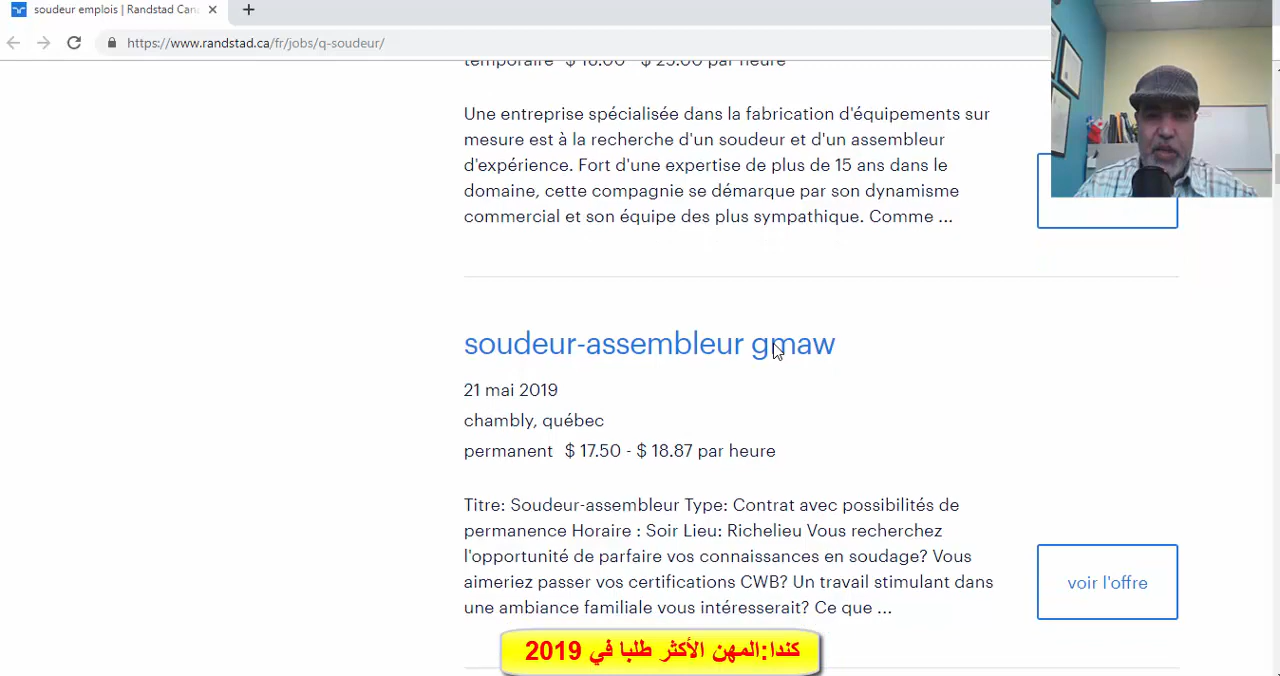 soudeur emplois | Randstad Can
https://www.randstad.ca/fr/jobs/q-soudeur/
temporaire $ 18.00 - $ 25.00 par heure
Une entreprise spécialisée dans la fabrication d'équipements sur
mesure est à la recherche d'un soudeur et d'un assembleur
d'expérience. Fort d'une expertise de plus de 15 ans dans le
domaine, cette compagnie se démarque par son dynamisme
commercial et son équipe des plus sympathique. Comme ...
soudeur-assembleur gmaw
21 mai 2019
chambly, québec
permanent $ 17.50 - $ 18.87 par heure
Titre: Soudeur-assembleur Type: Contrat avec possibilités de
permanence Horaire : Soir Lieu: Richelieu Vous recherchez
l'opportunité de parfaire vos connaissances en soudage? Vous
aimeriez passer vos certifications CWB? Un travail stimulant dans
une ambiance familiale vous intéresserait? Ce que ...
voir l'offre
كندا:المهن الأكثر طلبا في 2019